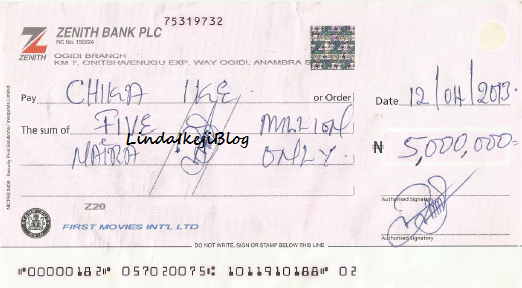 75319732
ZENITH BANK PLC
RC No. 150224
ZENITH
OGIDI BRANCH
KM 7, ONITSHA/ENUGU EXP. WAY OGIDI, ANAMBRA S
Pay CHIKA IKE or Order
Date 12/04/2013.
The sum of FIVE MILLION
LindaIkejiBlog
NAIRA ONLY.
₦ 5,000,000=
Z20
Authorised Signatory
FIRST MOVIES INT'L LTD
Authorised Signatory
DO NOT WRITE, SIGN OR STAMP BELOW THIS LINE
⑈00000182⑈ 057020075⑆ 1011910188⑈ 02